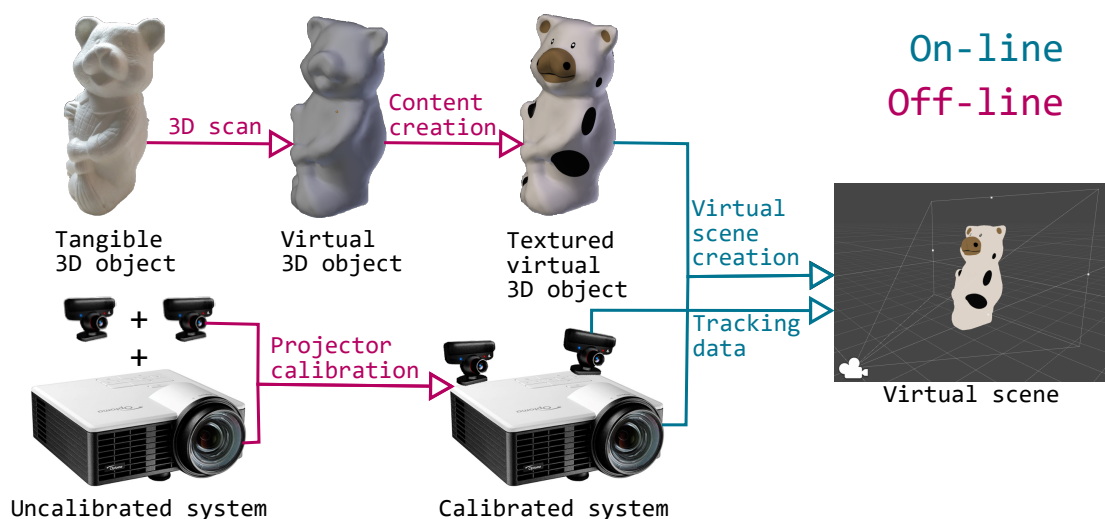 On-line
Off-line
3D scan
Content
creation
Tangible
3D object
Virtual
3D object
Textured
virtual
3D object
Virtual
scene
creation
+
+
Projector
calibration
Tracking
data
Virtual scene
Uncalibrated system
Calibrated system